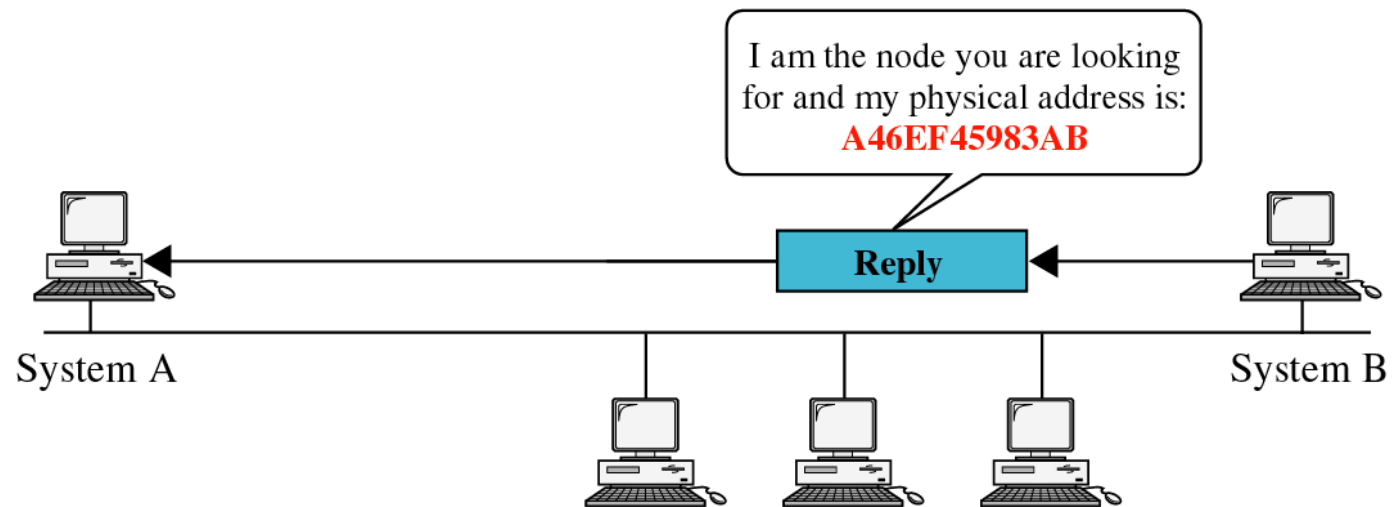 I am the node you are looking
for and my physical address is:
A46EF45983AB
Reply
System A
System B